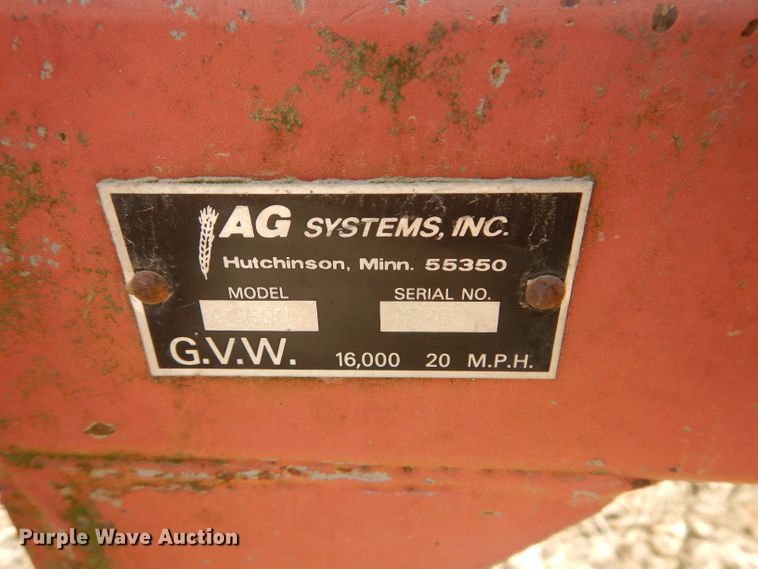 AG SYSTEMS, INC.
Hutchinson, Minn. 55350
MODEL SERIAL NO.
G.V.W. 16,000 20 M.P.H.
Purple Wave Auction